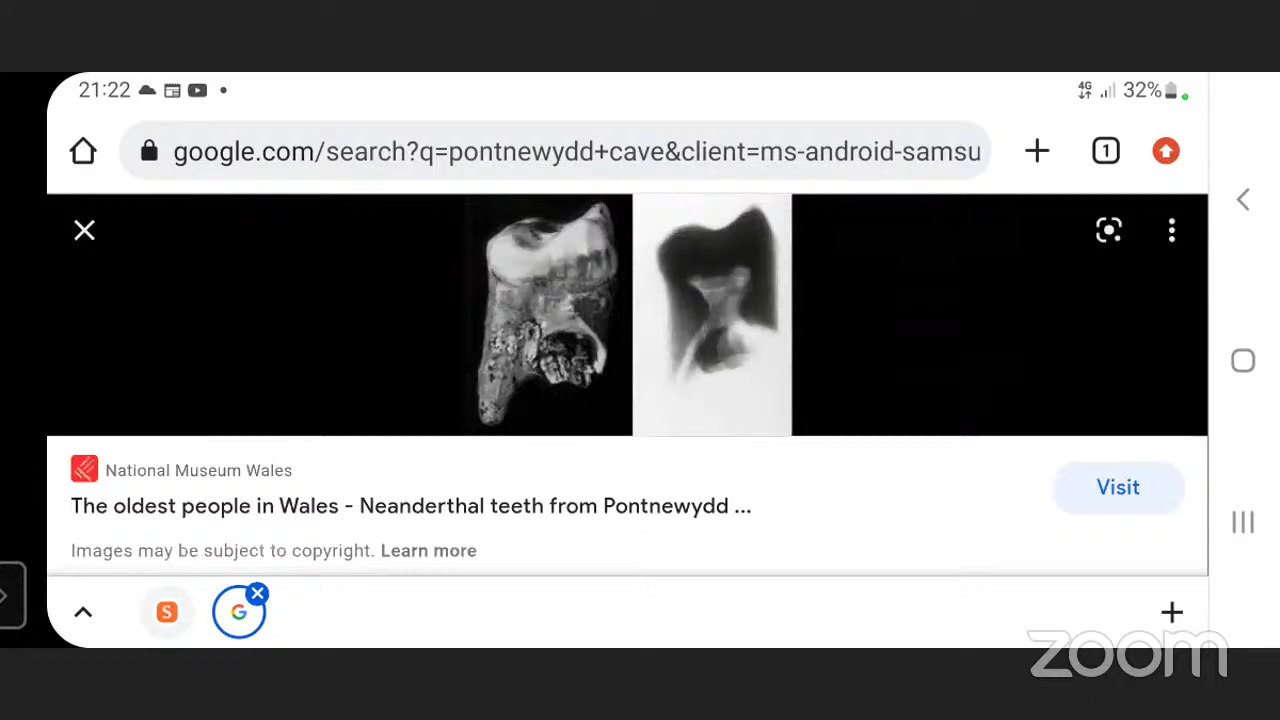 21:22
4G
32%
google.com/search?q=pontnewydd+cave&client=ms-android-samsu
1
National Museum Wales
The oldest people in Wales - Neanderthal teeth from Pontnewydd ...
Visit
Images may be subject to copyright. Learn more
S
G
zoom